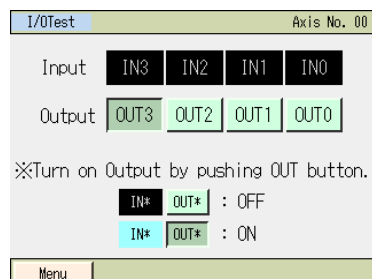 I/OTest Axis No. 00
Input IN3 IN2 IN1 IN0
Output OUT3 OUT2 OUT1 OUT0
※Turn on Output by pushing OUT button.
IN* OUT* : OFF
IN* OUT* : ON
Menu